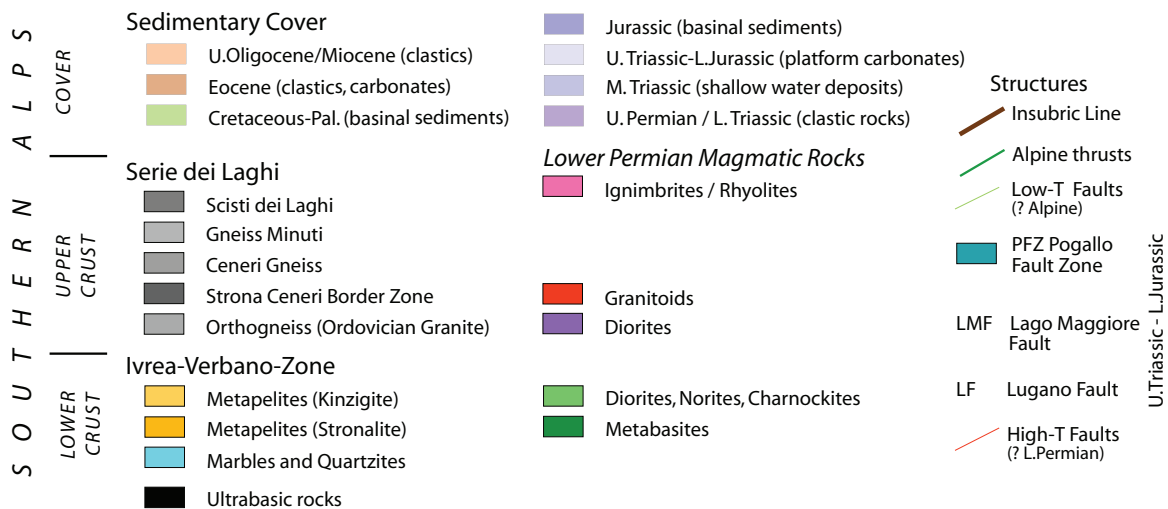 SOUTHERN ALPS
COVER
Sedimentary Cover
U.Oligocene/Miocene (clastics)
Eocene (clastics, carbonates)
Cretaceous-Pal. (basinal sediments)
Jurassic (basinal sediments)
U. Triassic-L.Jurassic (platform carbonates)
M. Triassic (shallow water deposits)
U. Permian / L. Triassic (clastic rocks)
UPPER
CRUST
Serie dei Laghi
Scisti dei Laghi
Gneiss Minuti
Ceneri Gneiss
Strona Ceneri Border Zone
Orthogneiss (Ordovician Granite)
Lower Permian Magmatic Rocks
Ignimbrites / Rhyolites
Granitoids
Diorites
LOWER
CRUST
Ivrea-Verbano-Zone
Metapelites (Kinzigite)
Metapelites (Stronalite)
Marbles and Quartzites
Ultrabasic rocks
Diorites, Norites, Charnockites
Metabasites
Structures
Insubric Line
Alpine thrusts
Low-T Faults
(? Alpine)
PFZ Pogallo
Fault Zone
LMF Lago Maggiore
Fault
LF Lugano Fault
High-T Faults
(? L.Permian)
U.Triassic - L.Jurassic